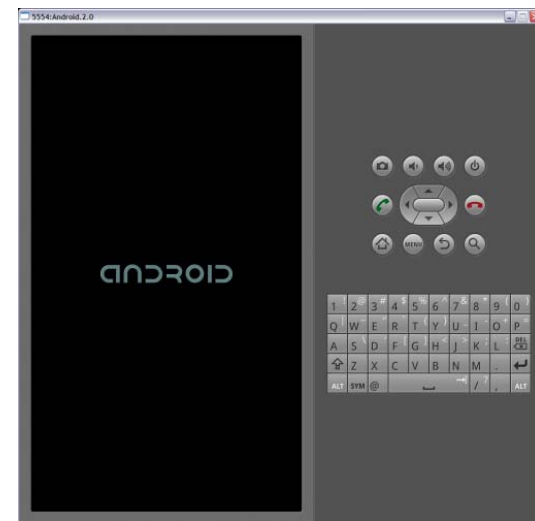 5554:Android.2.0
ANDROID
MENU
1 ! 2 @ 3 # 4 $ 5 % 6 ^ 7 & 8 * 9 ( 0 )
Q W E R T Y U I O P
A S D F G H J K L DEL
Z X C V B N M .
ALT SYM @ / ? , ALT